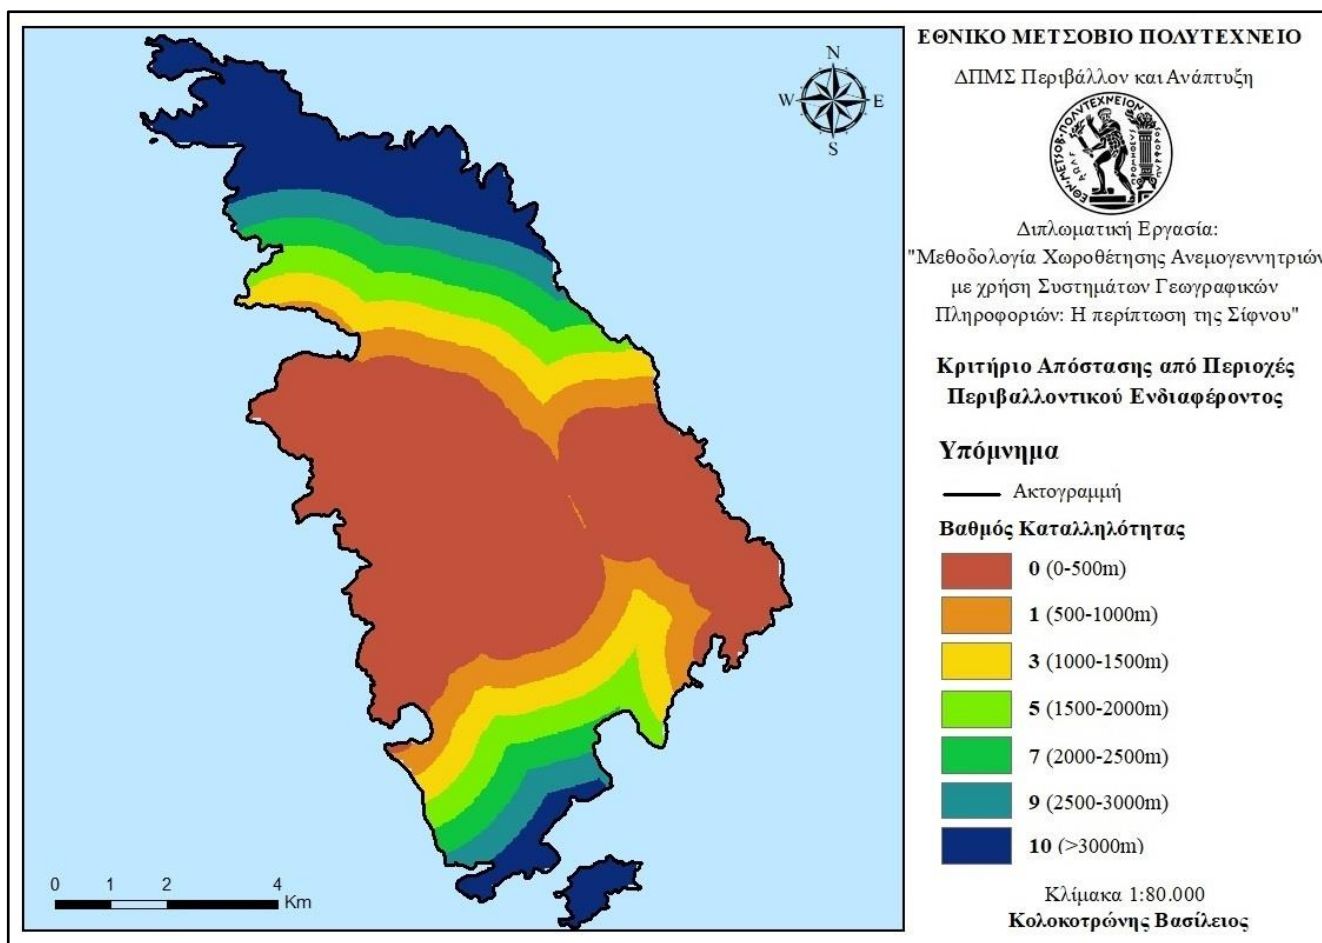 ΕΘΝΙΚΟ ΜΕΤΣΟΒΙΟ ΠΟΛΥΤΕΧΝΕΙΟ
ΔΠΜΣ Περιβάλλον και Ανάπτυξη
Διπλωματική Εργασία:
"Μεθοδολογία Χωροθέτησης Ανεμογεννητριών
με χρήση Συστημάτων Γεωγραφικών
Πληροφοριών: Η περίπτωση της Σίφνου"
Κριτήριο Απόστασης από Περιοχές
Περιβαλλοντικού Ενδιαφέροντος
Υπόμνημα
Ακτογραμμή
Βαθμός Καταλληλότητας
0 (0-500m)
1 (500-1000m)
3 (1000-1500m)
5 (1500-2000m)
7 (2000-2500m)
9 (2500-3000m)
10 (>3000m)
Κλίμακα 1:80.000
Κολοκοτρώνης Βασίλειος
N
W E
S
0 1 2 4
Km